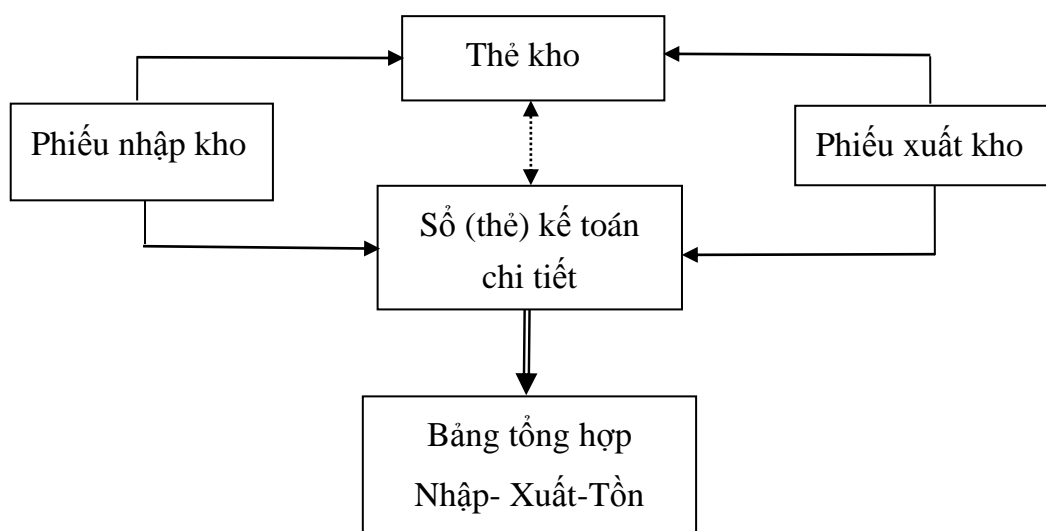 Thẻ kho
Phiếu nhập kho
Phiếu xuất kho
Sổ (thẻ) kế toán
chi tiết
Bảng tổng hợp
Nhập- Xuất-Tồn